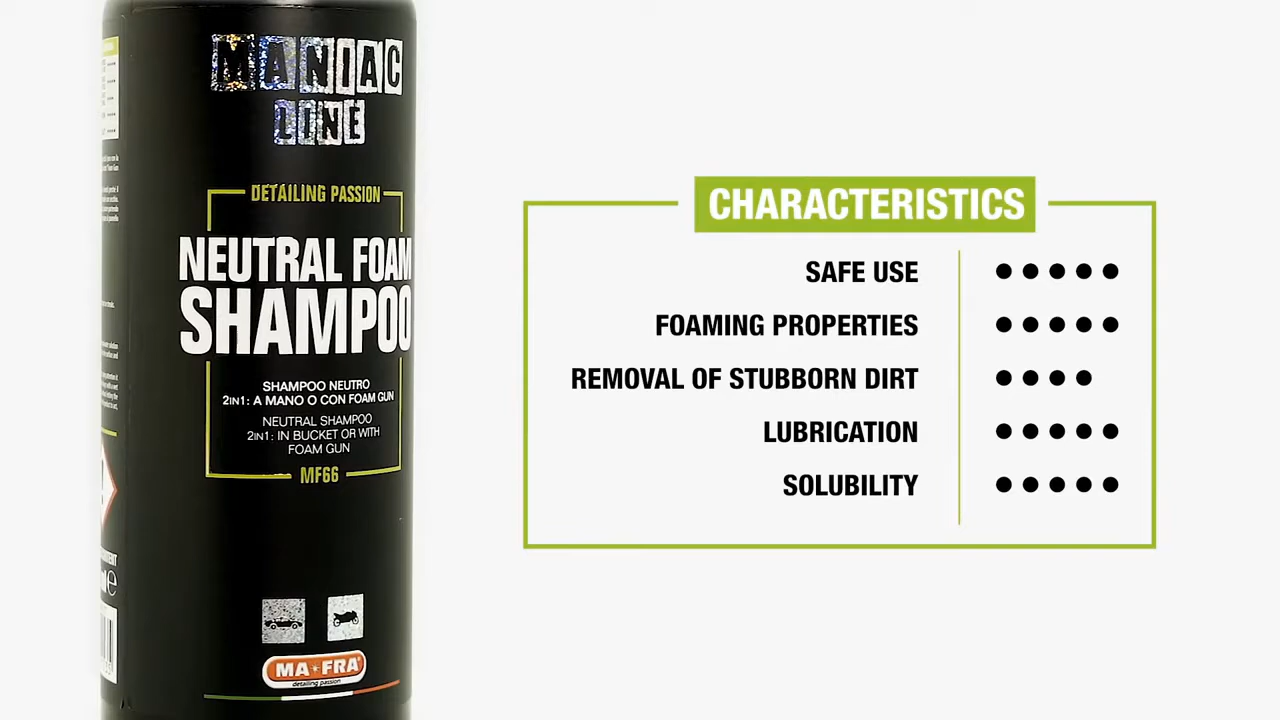 MANIAC
LINE
DETAILING PASSION
NEUTRAL FOAM
SHAMPOO
SHAMPOO NEUTRO
2IN1: A MANO O CON FOAM GUN
NEUTRAL SHAMPOO
2IN1: IN BUCKET OR WITH
FOAM GUN
MF66
MA-FRA
detailing passion
CHARACTERISTICS
SAFE USE
FOAMING PROPERTIES
REMOVAL OF STUBBORN DIRT
LUBRICATION
SOLUBILITY